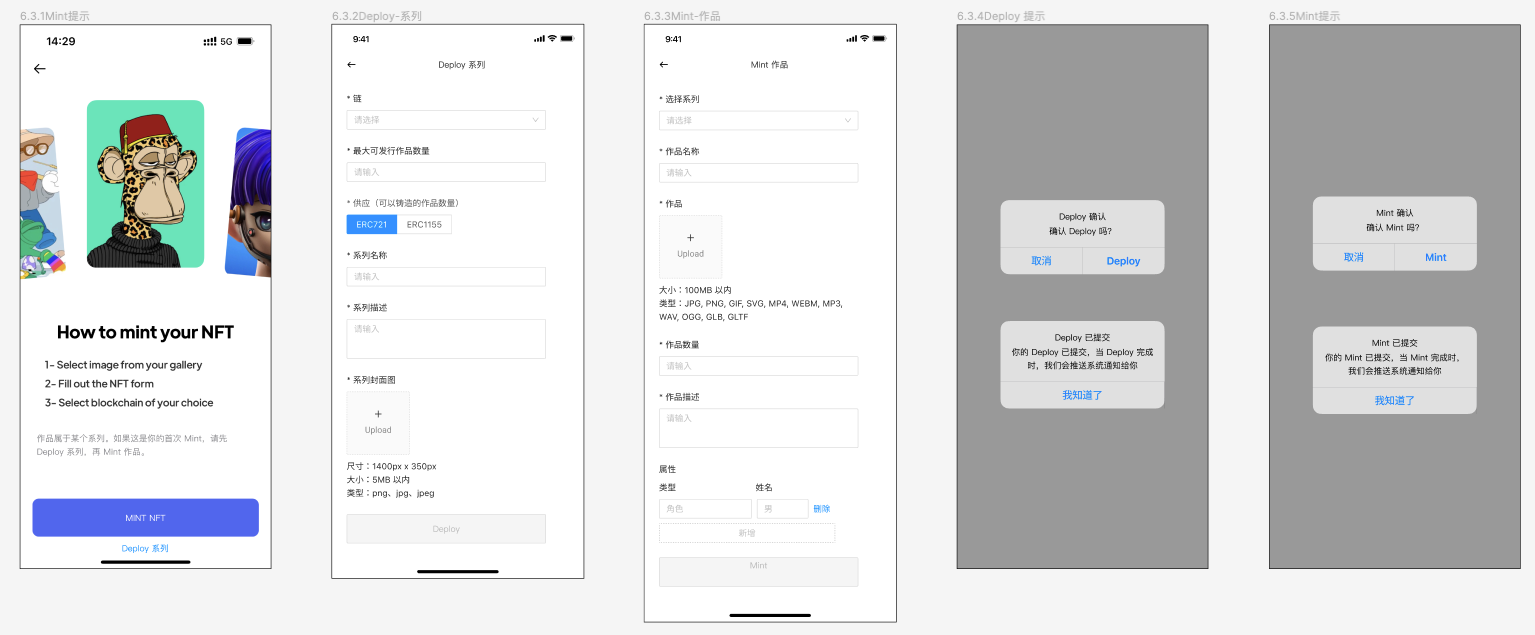 6.3.1Mint提示
14:29
5G
How to mint your NFT
1- Select image from your gallery
2- Fill out the NFT form
3- Select blockchain of your choice
作品属于某个系列。如果这是你的首次 Mint，请先
Deploy 系列，再 Mint 作品。
MINT NFT
Deploy 系列
6.3.2Deploy-系列
9:41
Deploy 系列
* 链
请选择
* 最大可发行作品数量
请输入
* 供应（可以铸造的作品数量）
ERC721 ERC1155
* 系列名称
请输入
* 系列描述
请输入
* 系列封面图
+
Upload
尺寸：1400px x 350px
大小：5MB 以内
类型：png、jpg、jpeg
Deploy
6.3.3Mint-作品
9:41
Mint 作品
* 选择系列
请选择
* 作品名称
请输入
* 作品
+
Upload
大小：100MB 以内
类型：JPG, PNG, GIF, SVG, MP4, WEBM, MP3,
WAV, OGG, GLB, GLTF
* 作品数量
请输入
* 作品描述
请输入
属性
类型 姓名
角色 男 删除
新增
Mint
6.3.4Deploy 提示
Deploy 确认
确认 Deploy 吗?
取消 Deploy
Deploy 已提交
你的 Deploy 已提交，当 Deploy 完成
时，我们会推送系统通知给你
我知道了
6.3.5Mint提示
Mint 确认
确认 Mint 吗?
取消 Mint
Mint 已提交
你的 Mint 已提交，当 Mint 完成时，
我们会推送系统通知给你
我知道了